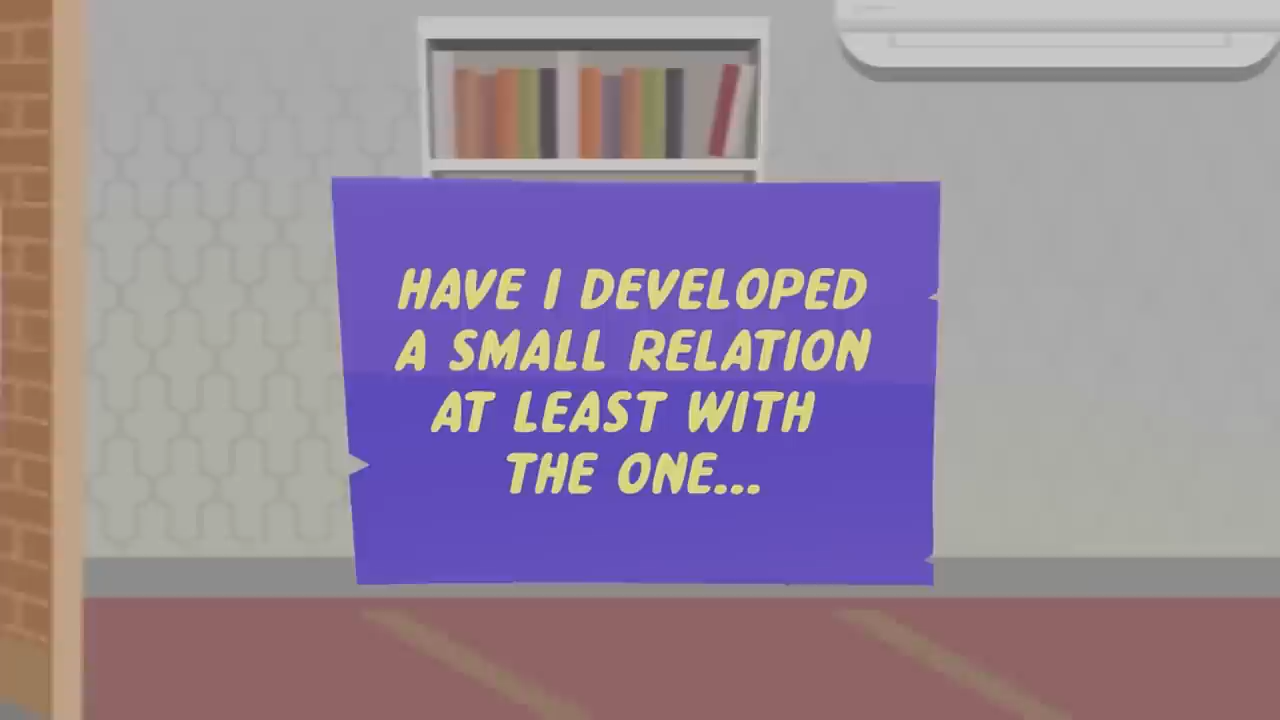 HAVE I DEVELOPED
A SMALL RELATION
AT LEAST WITH
THE ONE...